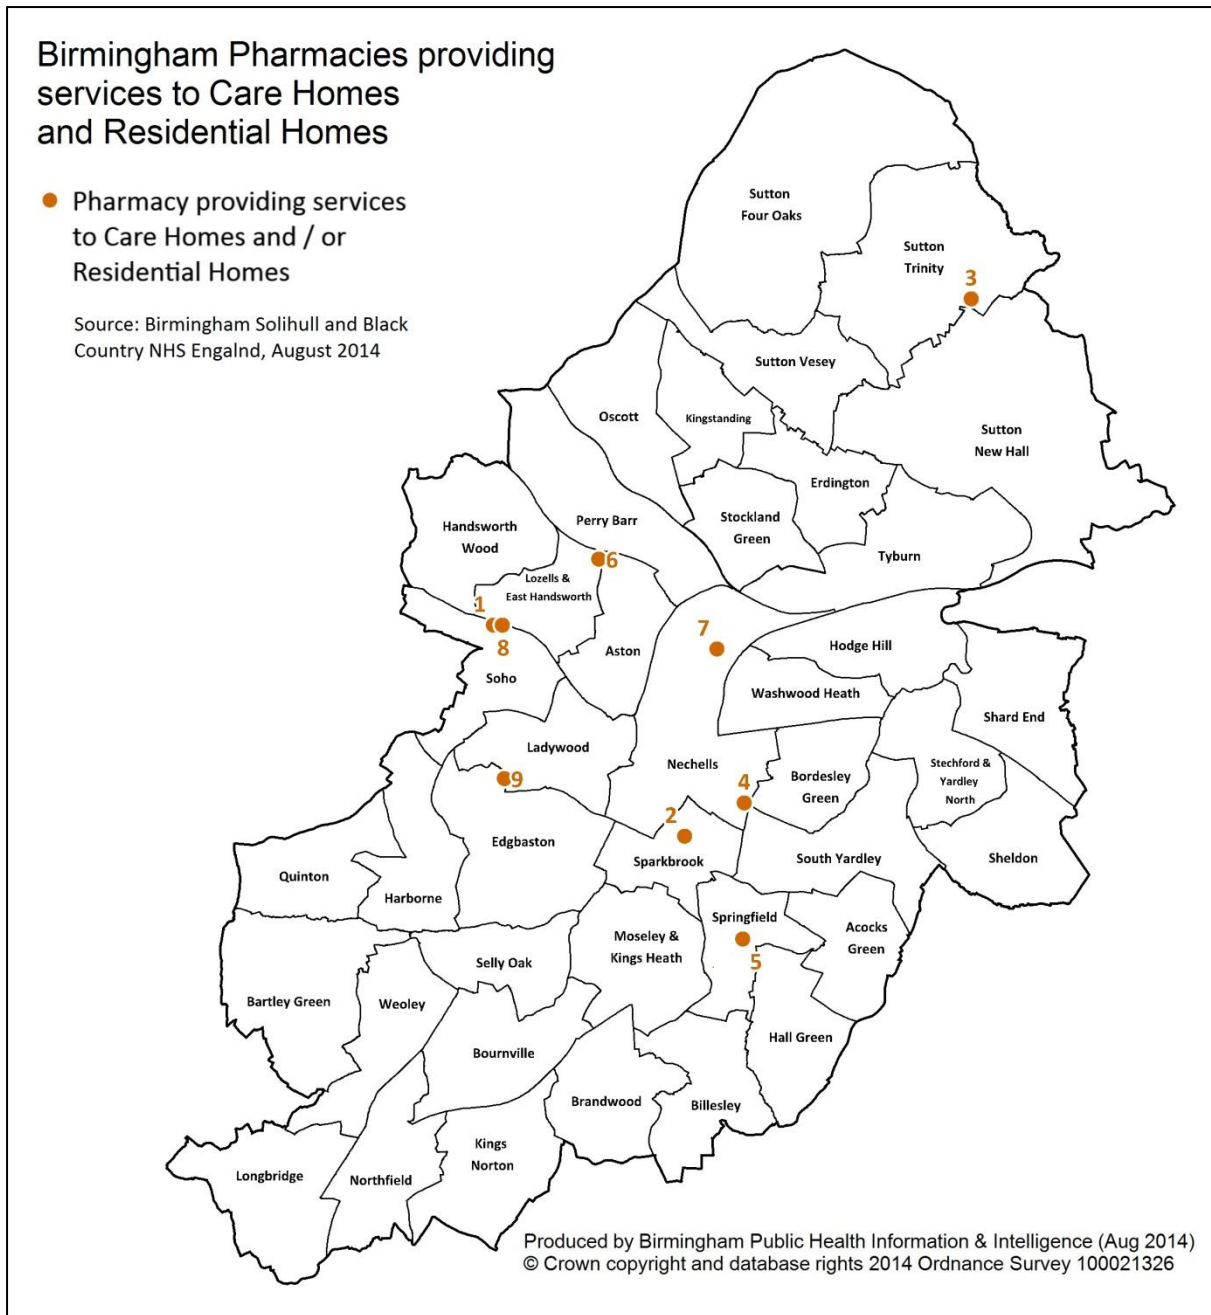 Birmingham Pharmacies providing
services to Care Homes
and Residential Homes
Pharmacy providing services
to Care Homes and / or
Residential Homes
Source: Birmingham Solihull and Black
Country NHS Engalnd, August 2014
Sutton
Four Oaks
Sutton
Trinity
3
Sutton Vesey
Oscott
Kingstanding
Sutton
New Hall
Erdington
Stockland
Green
Perry Barr
Handsworth
Wood
Tyburn
6
Lozells &
East Handsworth
1
8
7
Aston
Hodge Hill
Soho
Washwood Heath
Shard End
Ladywood
Nechells
Bordesley
Green
Stechford &
Yardley
North
9
4
2
Edgbaston
Sparkbrook
South Yardley
Sheldon
Quinton
Harborne
Springfield
Acocks
Green
Moseley &
Kings Heath
5
Selly Oak
Bartley Green
Weoley
Hall Green
Bournville
Brandwood
Billesley
Kings
Norton
Longbridge
Northfield
Produced by Birmingham Public Health Information & Intelligence (Aug 2014)
© Crown copyright and database rights 2014 Ordnance Survey 100021326